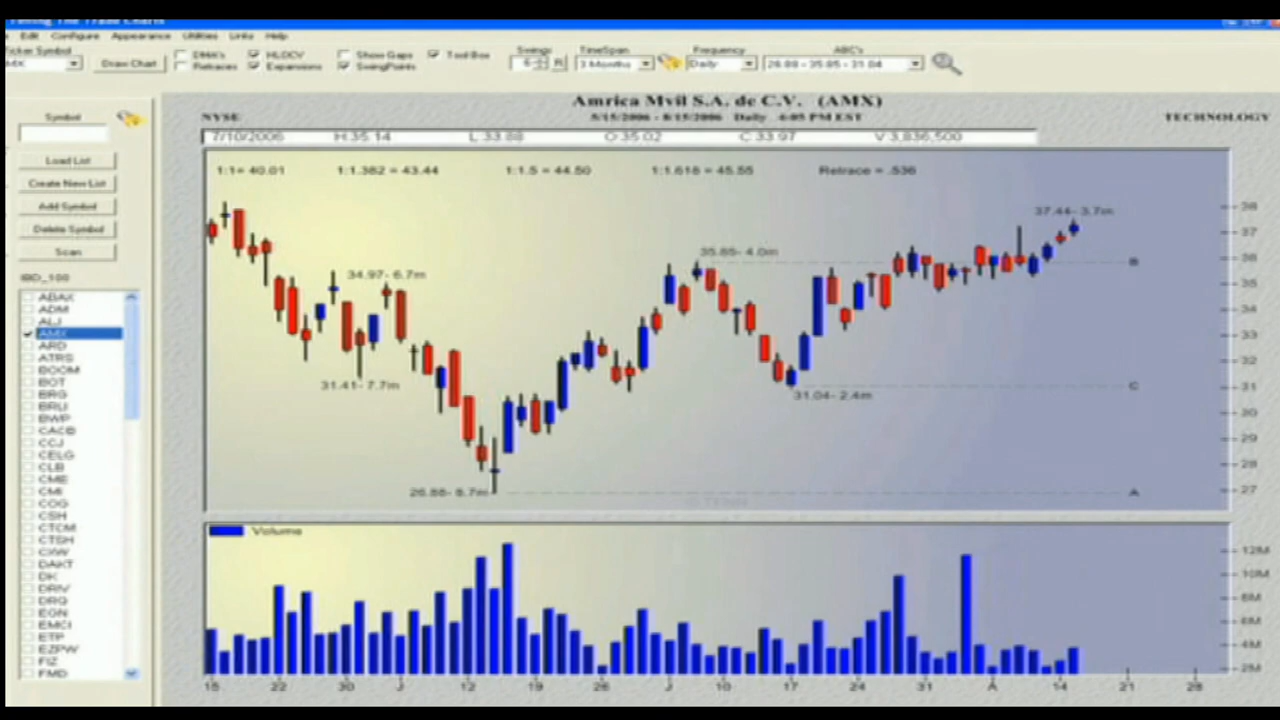 Edit Configure Appearance Utilities Links Help
Ticker Symbol
AMX
Draw Chart
DMA's
Retraces
HLOCV
Expansions
Show Gaps
SwingPoints
Tool Box
Swings
6
R
TimeSpan
3 Months
Frequency
Daily
ABC's
26.88 - 35.85 - 31.04
Amrica Mvil S.A. de C.V. (AMX)
NYSE
5/15/2006 - 8/15/2006 Daily 4:05 PM EST
TECHNOLOGY
7/10/2006 H:35.14 L:33.88 O:35.02 C:33.97 V:3,836,500
1:1= 40.01 1:1.382 = 43.44 1:1.5 = 44.50 1:1.618 = 45.55 Retrace = .536
Symbol
Load List
Create New List
Add Symbol
Delete Symbol
Scan
IBD_100
ABAX
ADM
ALJ
AMX
ARD
ATRS
BOOM
BOT
BRG
BRLI
BWP
CACB
CCJ
CELG
CLB
CME
CMI
COG
CSH
CTCM
CTSH
CXW
DAKT
DK
DRIV
DRQ
EGN
EMCI
ETP
EZPW
FIZ
FMD
37.44- 3.7m
35.85- 4.0m
34.97- 6.7m
31.41- 7.7m
31.04- 2.4m
26.88- 8.7m
B
C
A
38
37
36
35
34
33
32
31
30
29
28
27
Volume
12M
10M
8M
6M
4M
2M
15 22 30 J 12 19 26 J 10 17 24 31 A 14 21 28